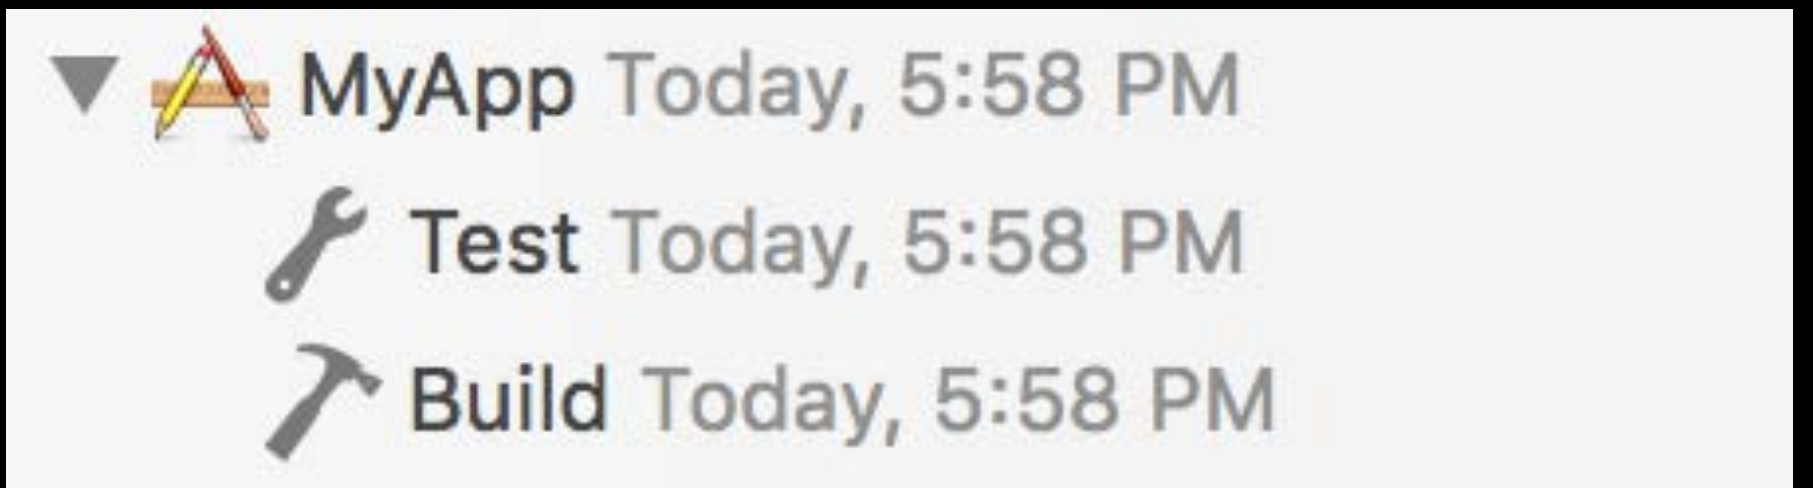 MyApp Today, 5:58 PM
Test Today, 5:58 PM
Build Today, 5:58 PM